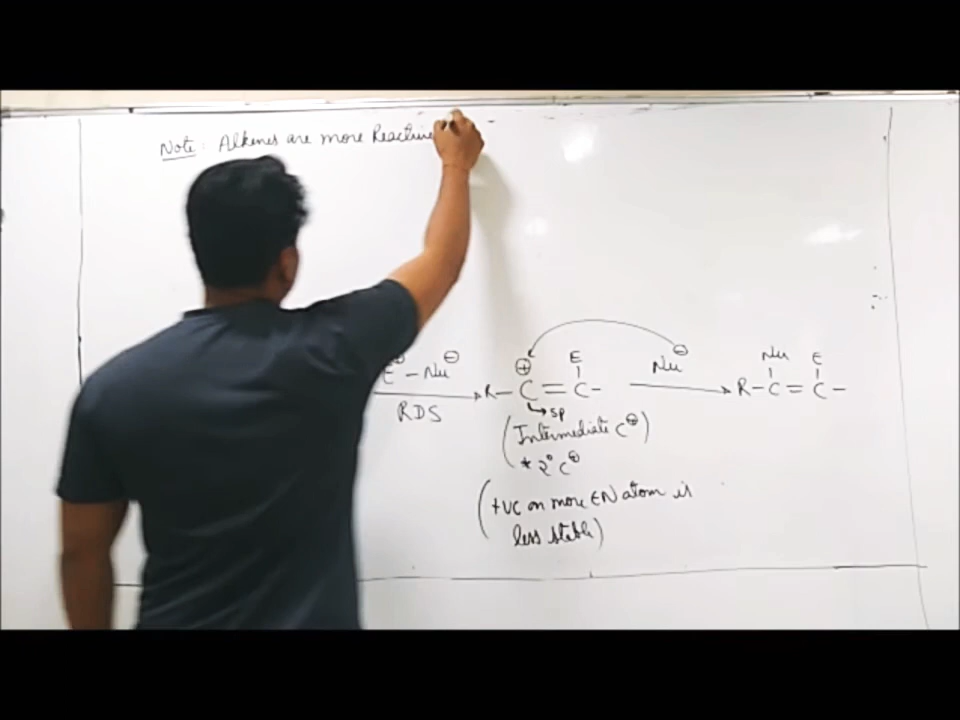 Note: Alkenes are more Reactive
E – Nu⊖
RDS
R – C⊕ = C –
E
→ sp
(Intermediate C⊕)
* 2° C⊕
(+VC on more EN atom is
less stable)
Nu⊖
Nu E
R – C = C –